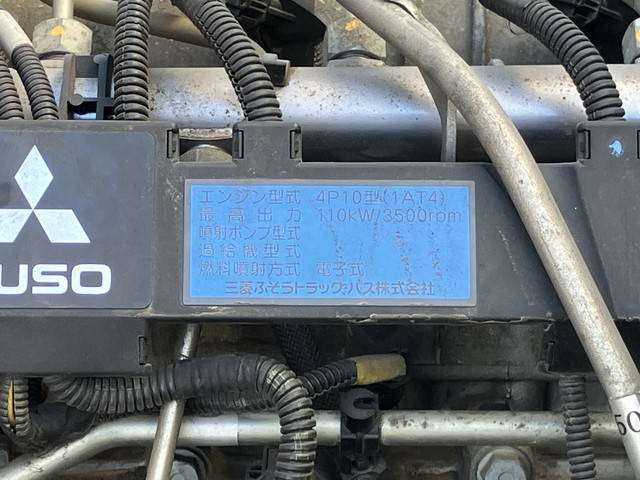 エンジン型式 4P10型(1AT4)
最高出力 110kW/3500rpm
噴射ポンプ型式
過給機型式
燃料噴射方式 電子式
三菱ふそうトラック・バス株式会社
USO
50